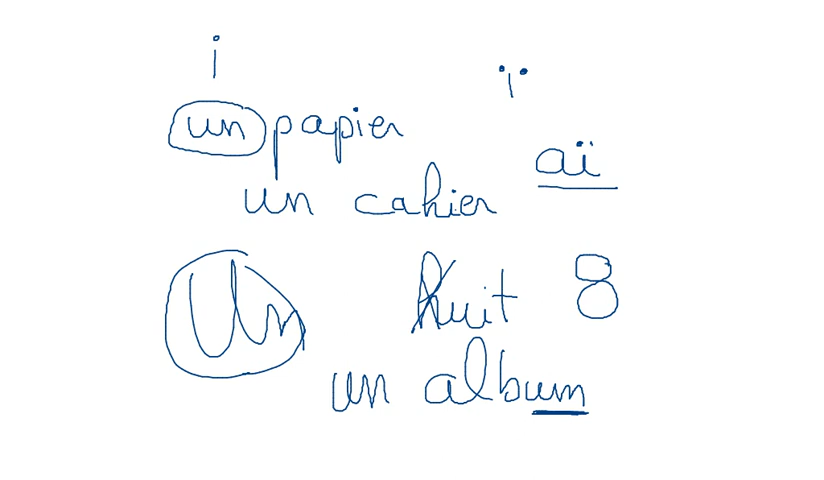 i
ï
un papier
aï
un cahier
Un
huit 8
un album